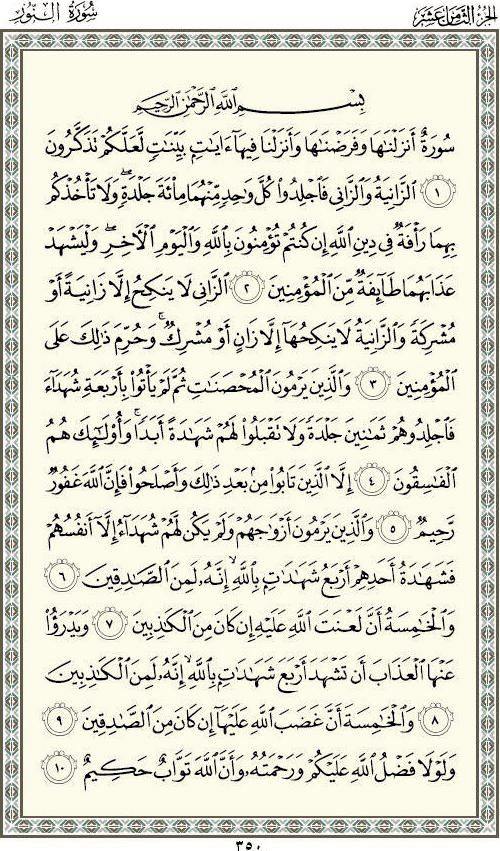 الجزء الثامن عشر
سورة النور
بِسْمِ اللَّهِ الرَّحْمَٰنِ الرَّحِيمِ
سُورَةٌ أَنزَلْنَٰهَا وَفَرَضْنَٰهَا وَأَنزَلْنَا فِيهَآ ءَايَٰتٍۭ بَيِّنَٰتٍ لَّعَلَّكُمْ تَذَكَّرُونَ
١ ٱلزَّانِيَةُ وَٱلزَّانِى فَٱجْلِدُوا۟ كُلَّ وَٰحِدٍ مِّنْهُمَا مِا۟ئَةَ جَلْدَةٍ ۖ وَلَا تَأْخُذْكُم
بِهِمَا رَأْفَةٌ فِى دِينِ ٱللَّهِ إِن كُنتُمْ تُؤْمِنُونَ بِٱللَّهِ وَٱلْيَوْمِ ٱلْءَاخِرِ ۖ وَلْيَشْهَدْ
عَذَابَهُمَا طَآئِفَةٌ مِّنَ ٱلْمُؤْمِنِينَ ٢ ٱلزَّانِى لَا يَنكِحُ إِلَّا زَانِيَةً أَوْ
مُشْرِكَةً وَٱلزَّانِيَةُ لَا يَنكِحُهَآ إِلَّا زَانٍ أَوْ مُشْرِكٌ ۚ وَحُرِّمَ ذَٰلِكَ عَلَى
ٱلْمُؤْمِنِينَ ٣ وَٱلَّذِينَ يَرْمُونَ ٱلْمُحْصَنَٰتِ ثُمَّ لَمْ يَأْتُوا۟ بِأَرْبَعَةِ شُهَدَآءَ
فَٱجْلِدُوهُمْ ثَمَٰنِينَ جَلْدَةً وَلَا تَقْبَلُوا۟ لَهُمْ شَهَٰدَةً أَبَدًا ۚ وَأُو۟لَٰٓئِكَ هُمُ
ٱلْفَٰسِقُونَ ٤ إِلَّا ٱلَّذِينَ تَابُوا۟ مِنۢ بَعْدِ ذَٰلِكَ وَأَصْلَحُوا۟ فَإِنَّ ٱللَّهَ غَفُورٌ
رَّحِيمٌ ٥ وَٱلَّذِينَ يَرْمُونَ أَزْوَٰجَهُمْ وَلَمْ يَكُن لَّهُمْ شُهَدَآءُ إِلَّآ أَنفُسُهُمْ
فَشَهَٰدَةُ أَحَدِهِمْ أَرْبَعُ شَهَٰدَٰتٍۭ بِٱللَّهِ ۙ إِنَّهُۥ لَمِنَ ٱلصَّٰدِقِينَ ٦
وَٱلْخَٰمِسَةُ أَنَّ لَعْنَتَ ٱللَّهِ عَلَيْهِ إِن كَانَ مِنَ ٱلْكَٰذِبِينَ ٧ وَيَدْرَؤُا۟
عَنْهَا ٱلْعَذَابَ أَن تَشْهَدَ أَرْبَعَ شَهَٰدَٰتٍۭ بِٱللَّهِ ۙ إِنَّهُۥ لَمِنَ ٱلْكَٰذِبِينَ
٨ وَٱلْخَٰمِسَةَ أَنَّ غَضَبَ ٱللَّهِ عَلَيْهَآ إِن كَانَ مِنَ ٱلصَّٰدِقِينَ ٩
وَلَوْلَا فَضْلُ ٱللَّهِ عَلَيْكُمْ وَرَحْمَتُهُۥ وَأَنَّ ٱللَّهَ تَوَّابٌ حَكِيمٌ ١٠
٣٥٠